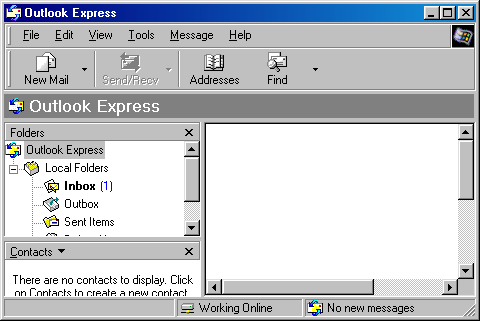 Outlook Express
File Edit View Tools Message Help
New Mail Send/Recv Addresses Find
Outlook Express
Folders
Outlook Express
Local Folders
Inbox (1)
Outbox
Sent Items
Contacts
There are no contacts to display. Click
on Contacts to create a new contact.
Working Online No new messages